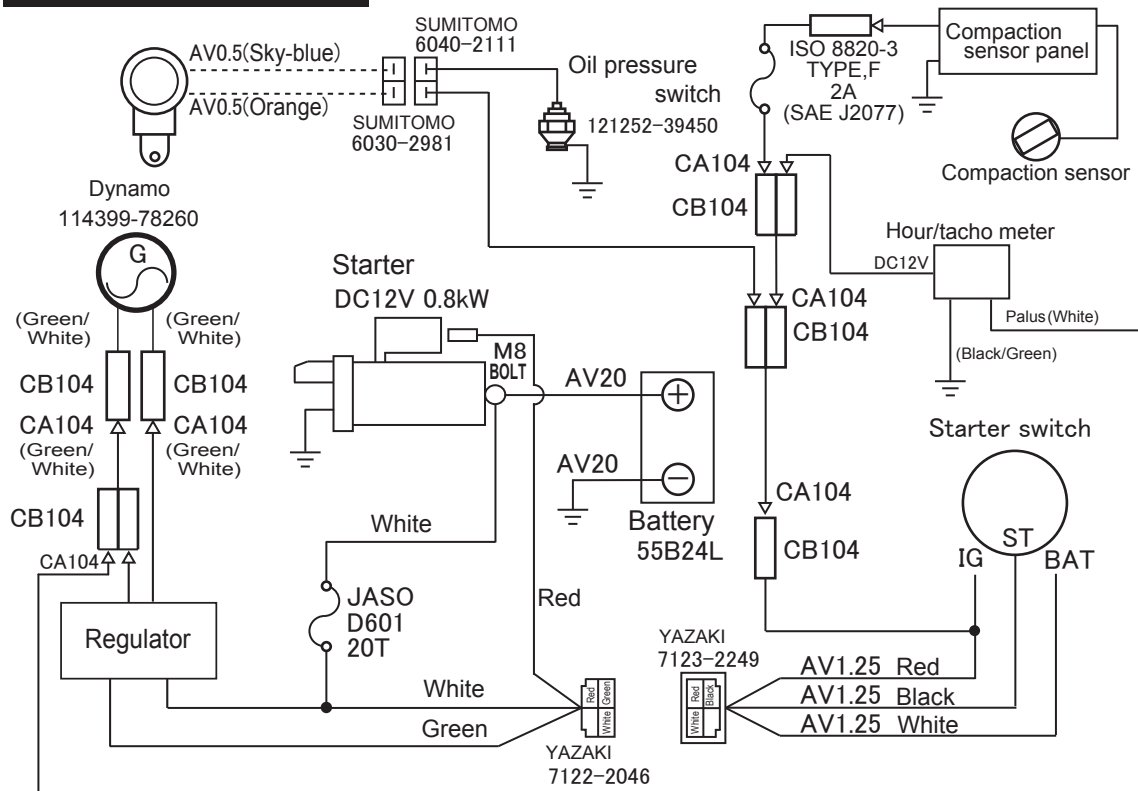 AV0.5(Sky-blue)
AV0.5(Orange)
SUMITOMO
6040-2111
SUMITOMO
6030-2981
Oil pressure
switch
121252-39450
ISO 8820-3
TYPE,F
2A
(SAE J2077)
Compaction
sensor panel
Compaction sensor
CA104
CB104
Dynamo
114399-78260
G
(Green/
White)
(Green/
White)
CB104
CB104
CA104
CA104
(Green/
White)
(Green/
White)
CB104
CA104
Regulator
Starter
DC12V 0.8kW
M8
BOLT
AV20
AV20
Battery
55B24L
White
JASO
D601
20T
Red
White
Green
Red
Green
White
YAZAKI
7122-2046
Hour/tacho meter
DC12V
Palus(White)
(Black/Green)
CA104
CB104
CA104
CB104
Starter switch
ST
IG
BAT
YAZAKI
7123-2249
Red
Black
White
AV1.25 Red
AV1.25 Black
AV1.25 White